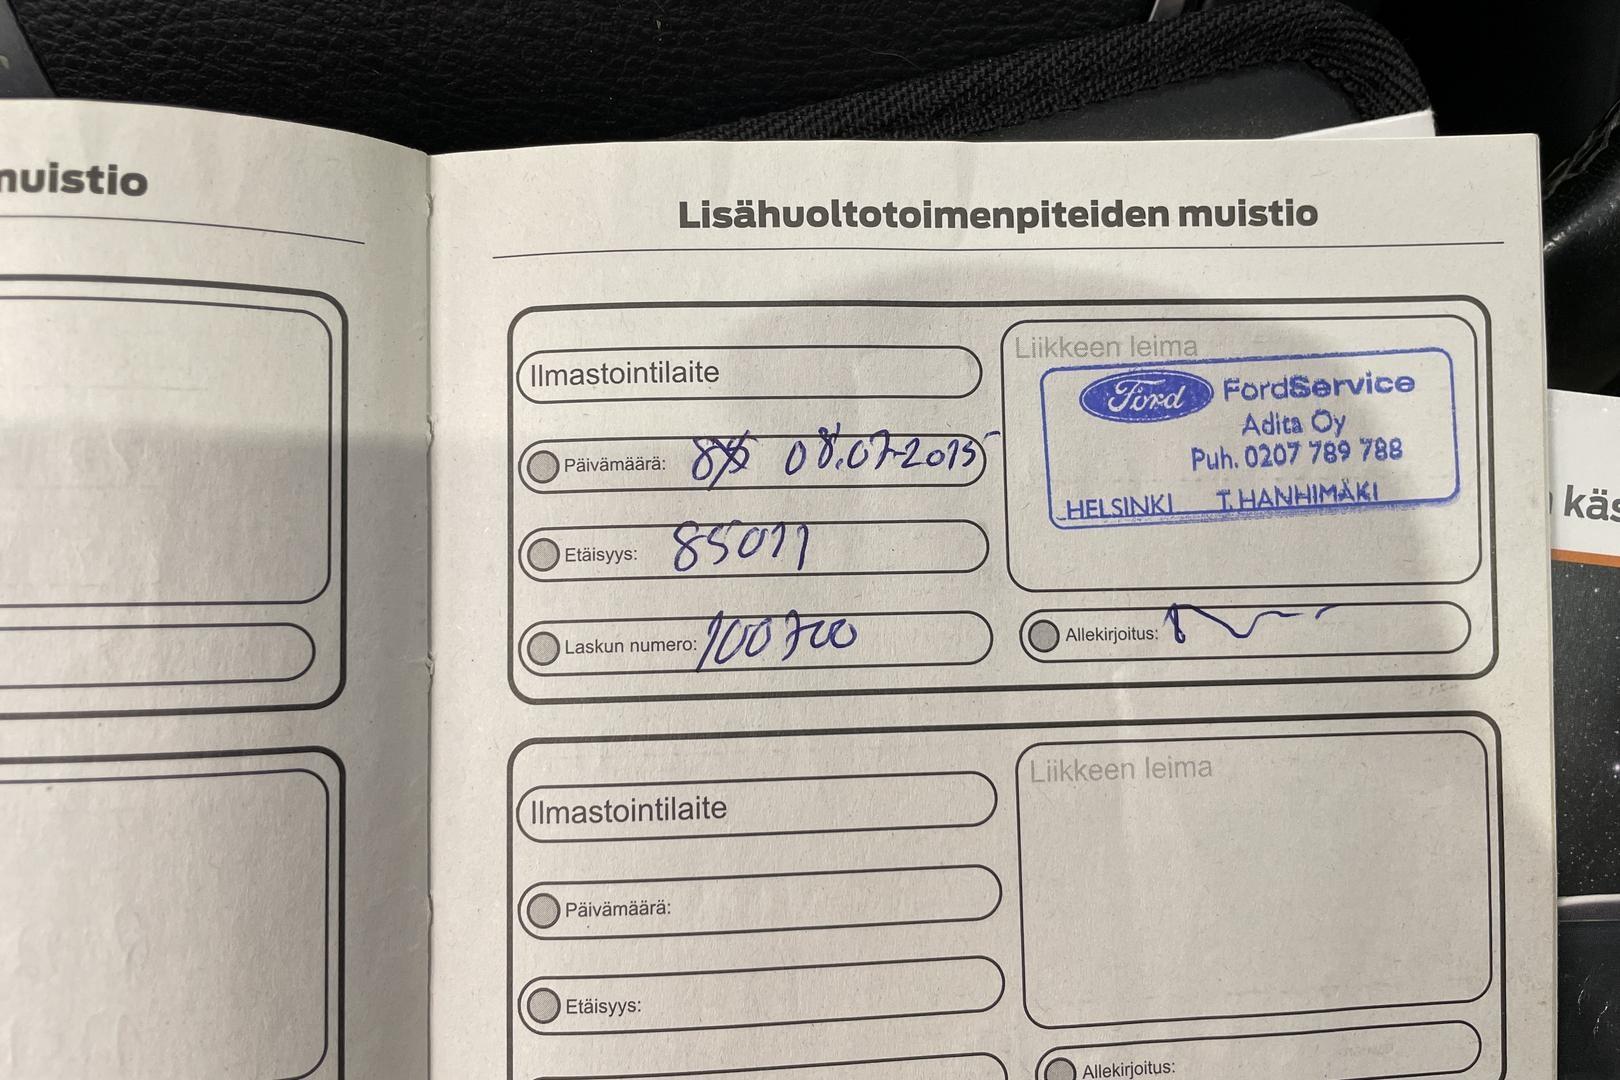 muistio
Lisähuoltotoimenpiteiden muistio
Ilmastointilaite
Päivämäärä: 08.07-2015
Etäisyys: 85011
Laskun numero: 100700
Liikkeen leima
Ford FordService
Adita Oy
Puh. 0207 789 788
HELSINKI T. HANHIMÄKI
Allekirjoitus:
Ilmastointilaite
Päivämäärä:
Etäisyys:
Liikkeen leima
Allekirjoitus:
käs